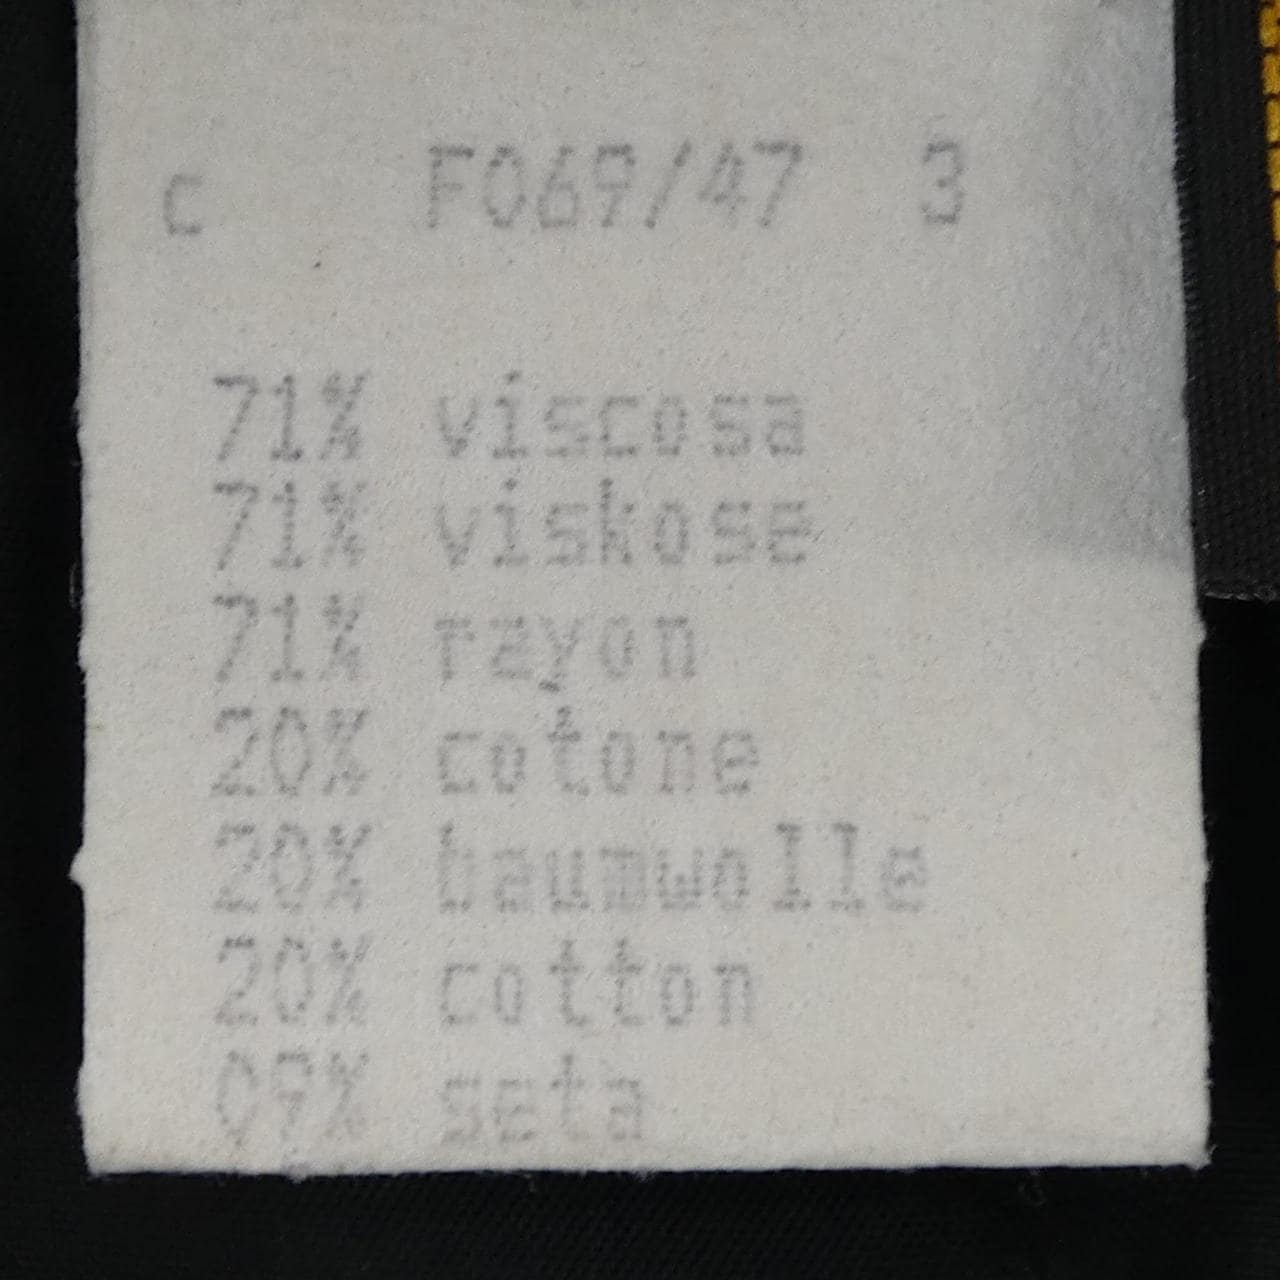 C F069/47 3
71% viscosa
71% viskose
71% rayon
20% cotone
20% baumwolle
20% cotton
09% seta